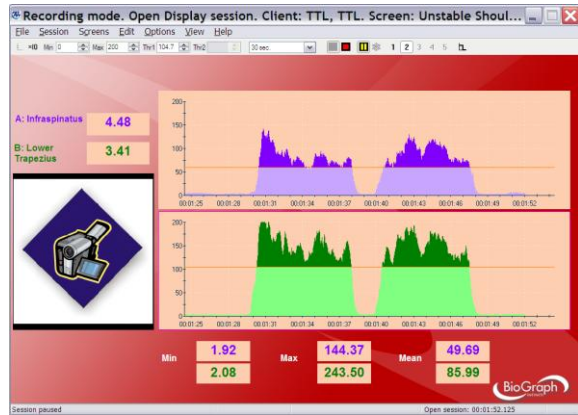 Recording mode. Open Display session. Client: TTL, TTL. Screen: Unstable Shoul...
File Session Screens Edit Options View Help
÷10 Min 0 Max 200 Thr1 104.7 Thr2 30 sec. 1 2 3 4 5
A: Infraspinatus 4.48
B: Lower Trapezius 3.41
200
150
100
50
0
00:01:25 00:01:28 00:01:31 00:01:34 00:01:37 00:01:40 00:01:43 00:01:46 00:01:49 00:01:52
200
150
100
50
0
00:01:25 00:01:28 00:01:31 00:01:34 00:01:37 00:01:40 00:01:43 00:01:46 00:01:49 00:01:52
Min 1.92 Max 144.37 Mean 49.69
2.08 243.50 85.99
BioGraph
Session paused Open session: 00:01:52.125